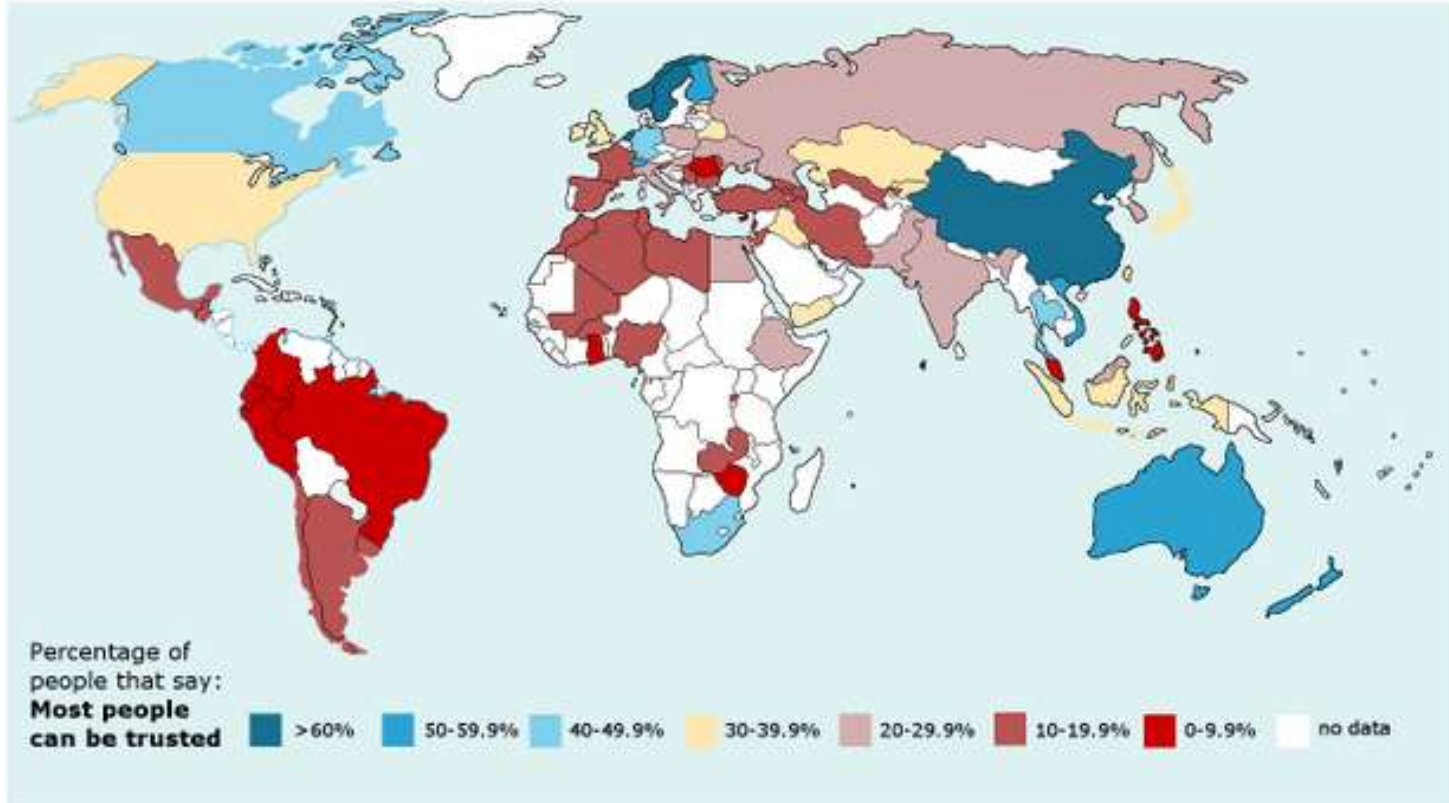 Percentage of
people that say:
Most people
can be trusted
>60%
50-59.9%
40-49.9%
30-39.9%
20-29.9%
10-19.9%
0-9.9%
no data